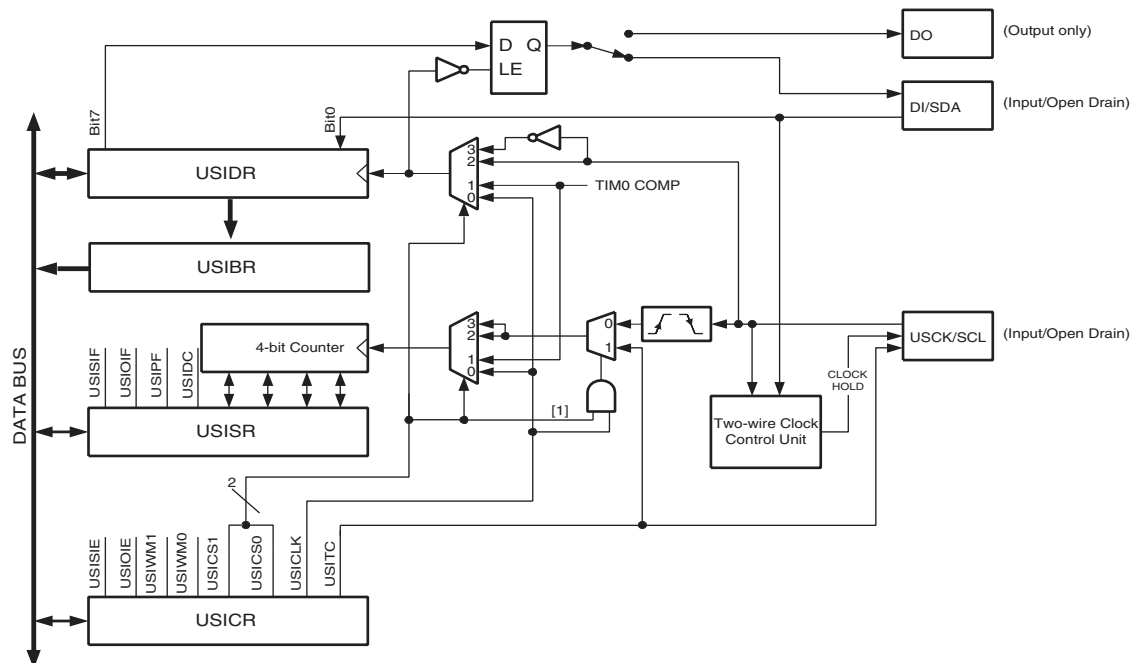 D Q
LE
DO
(Output only)
DI/SDA
(Input/Open Drain)
Bit7
Bit0
USIDR
3
2
1
0
TIM0 COMP
USIBR
DATA BUS
4-bit Counter
3
2
1
0
0
1
USCK/SCL
(Input/Open Drain)
CLOCK
HOLD
USISIF
USIOIF
USIPF
USIDC
[1]
Two-wire Clock
Control Unit
USISR
2
USISIE
USIOIE
USIWM1
USIWM0
USICS1
USICS0
USICLK
USITC
USICR